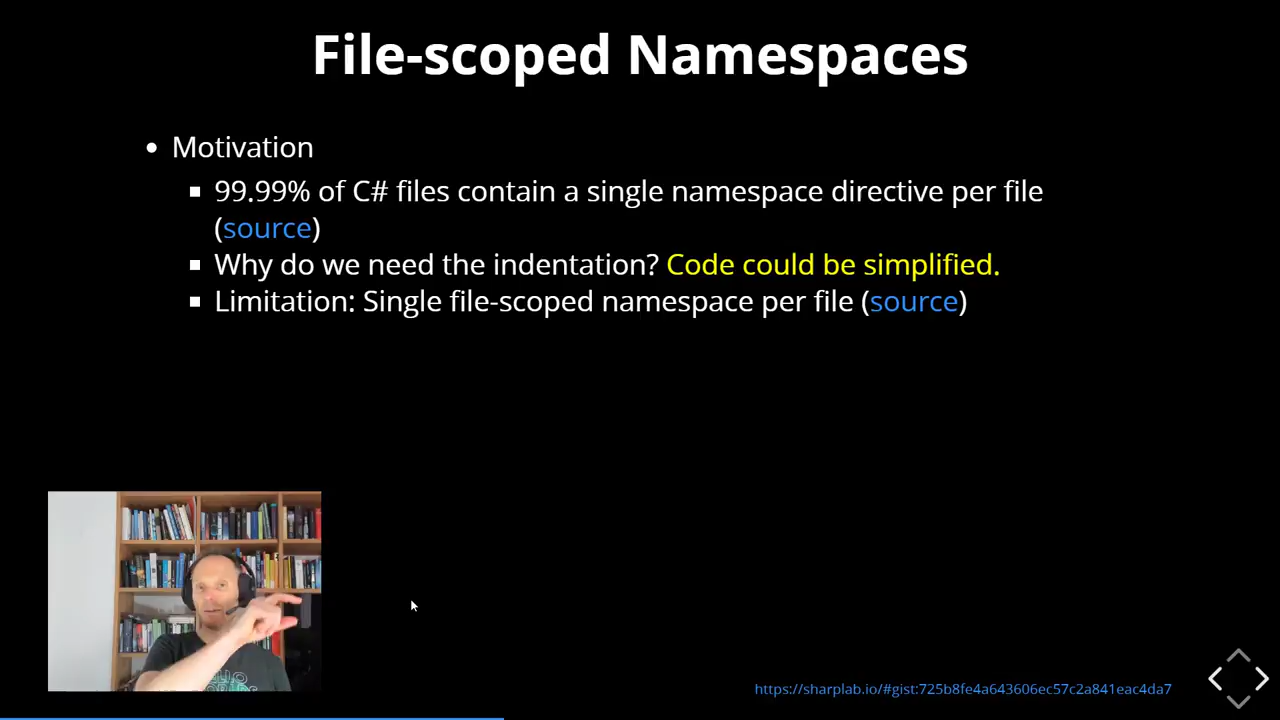 File-scoped Namespaces
Motivation
99.99% of C# files contain a single namespace directive per file
(source)
Why do we need the indentation? Code could be simplified.
Limitation: Single file-scoped namespace per file (source)
https://sharplab.io/#gist:725b8fe4a643606ec57c2a841eac4da7